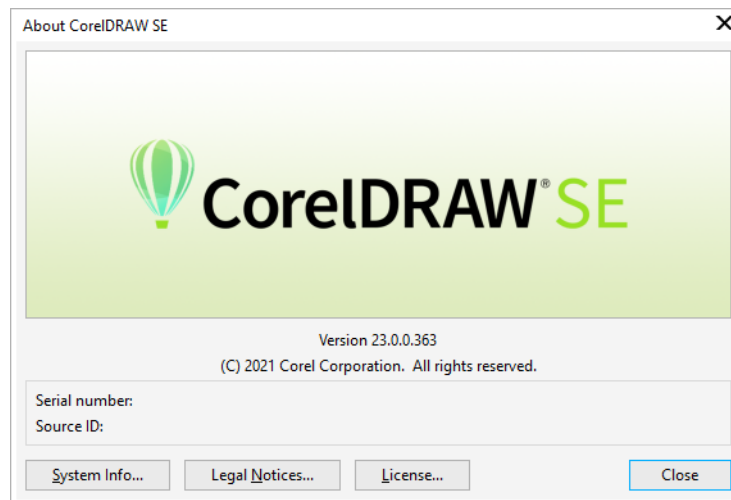 About CorelDRAW SE
CorelDRAW® SE
Version 23.0.0.363
(C) 2021 Corel Corporation.  All rights reserved.
Serial number:
Source ID:
System Info...
Legal Notices...
License...
Close